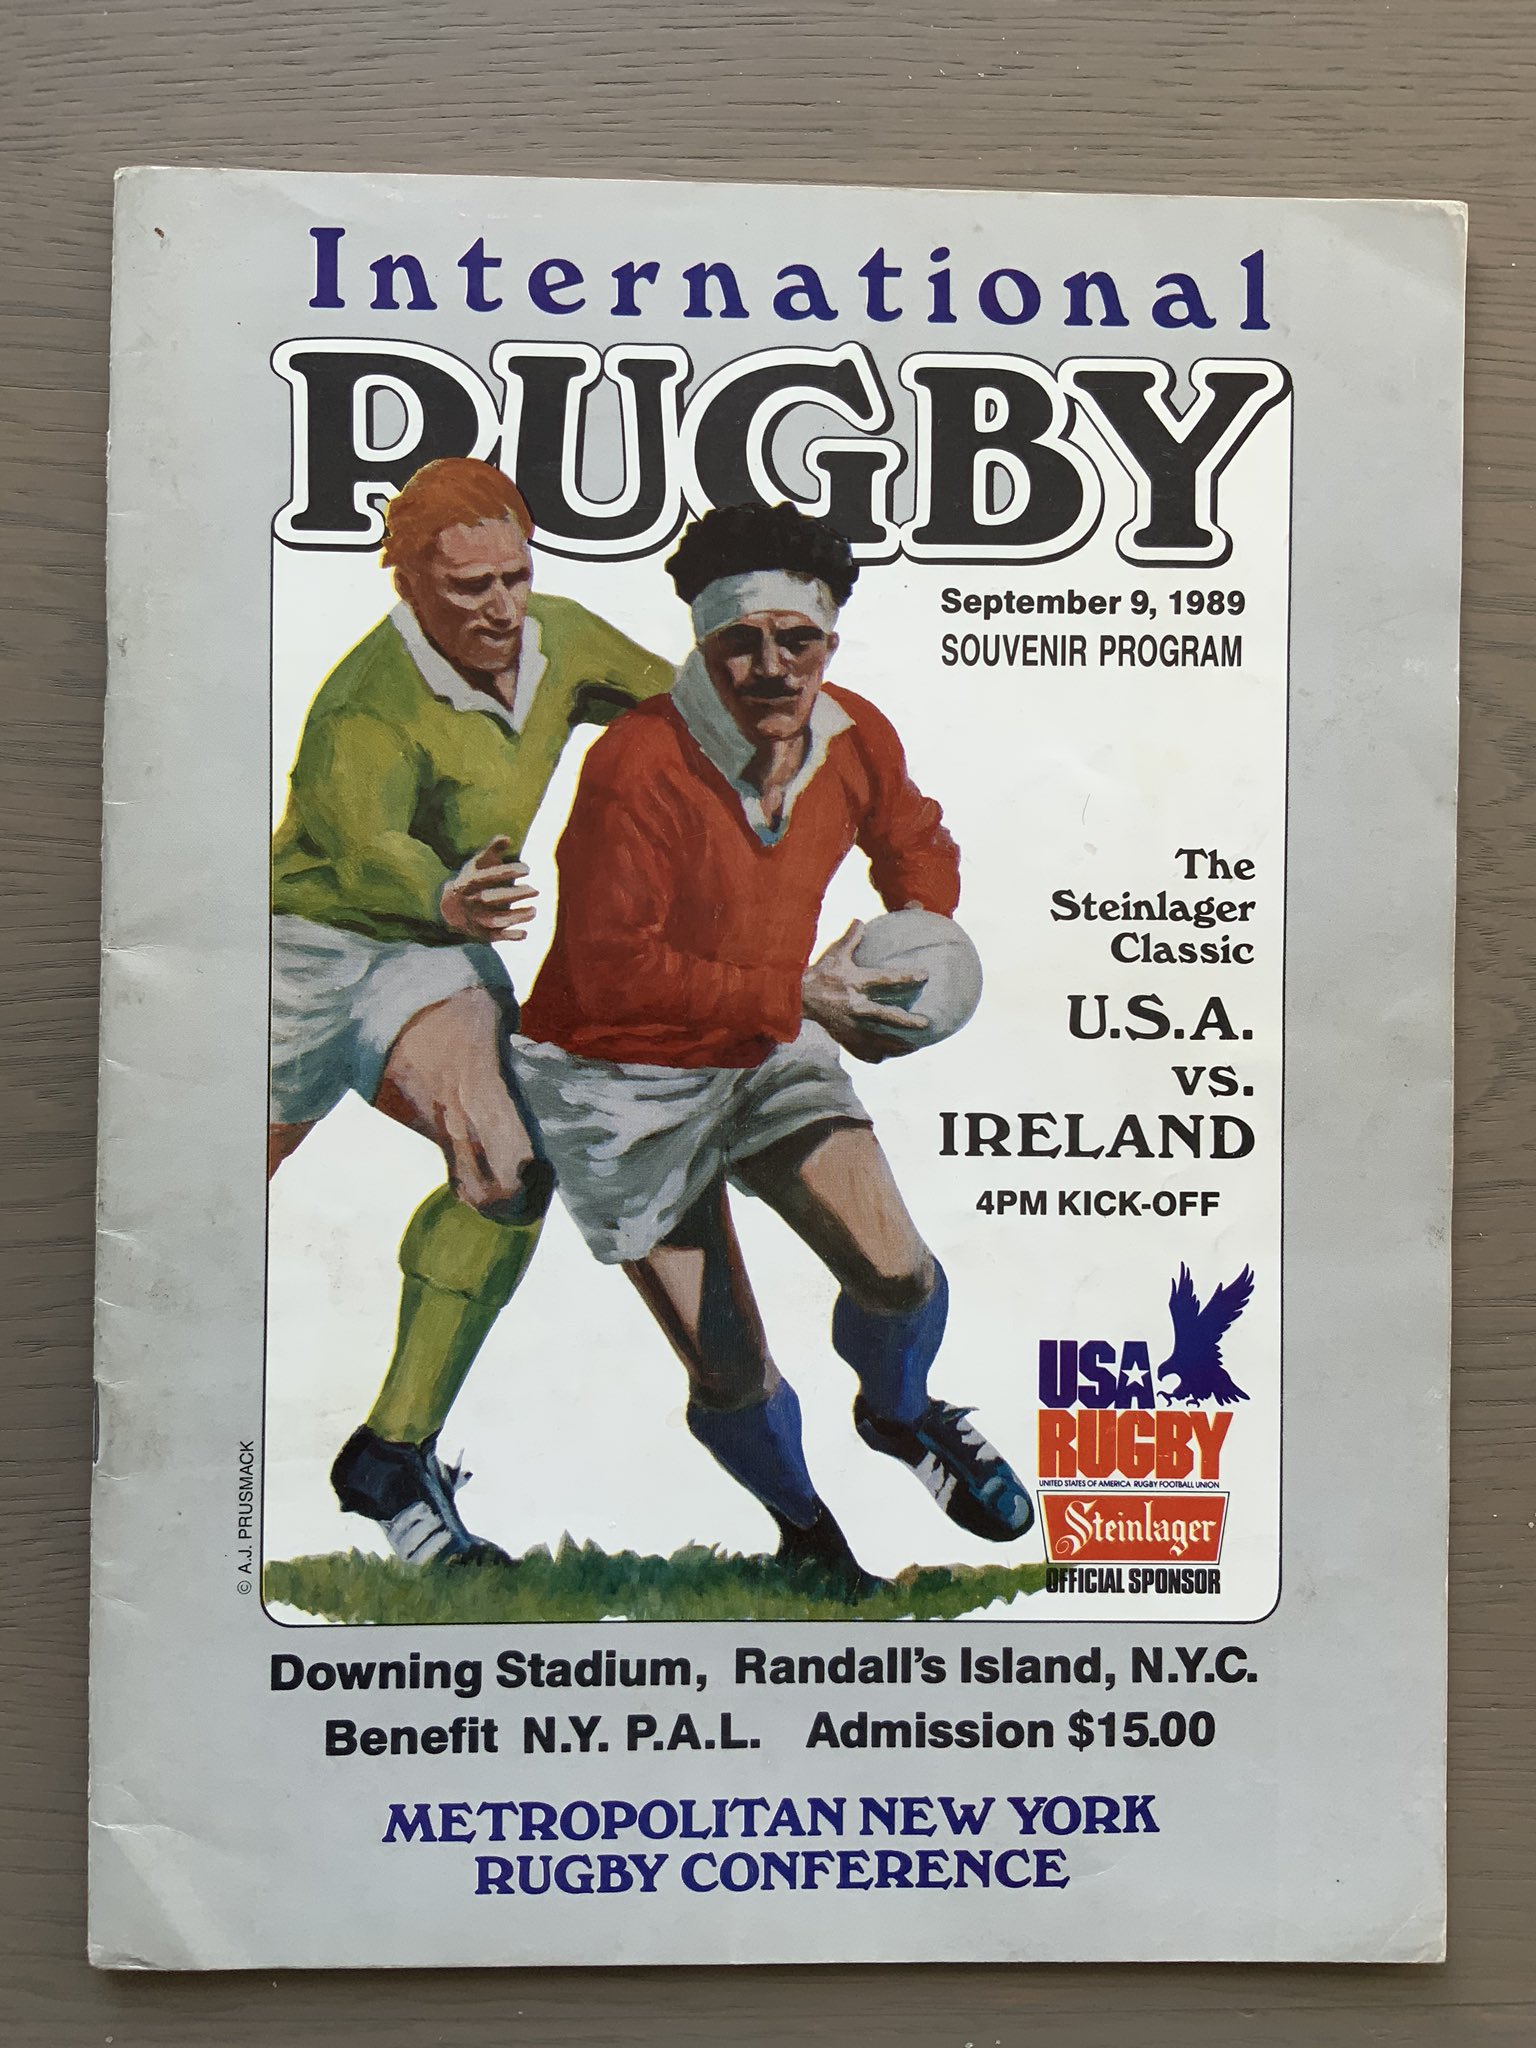 International
RUGBY
September 9, 1989
SOUVENIR PROGRAM
The
Steinlager
Classic
U.S.A.
vs.
IRELAND
4PM KICK-OFF
USA
RUGBY
UNITED STATES OF AMERICA RUGBY FOOTBALL UNION
Steinlager
OFFICIAL SPONSOR
© A.J. PRUSMACK
Downing Stadium, Randall's Island, N.Y.C.
Benefit N.Y. P.A.L. Admission $15.00
METROPOLITAN NEW YORK
RUGBY CONFERENCE